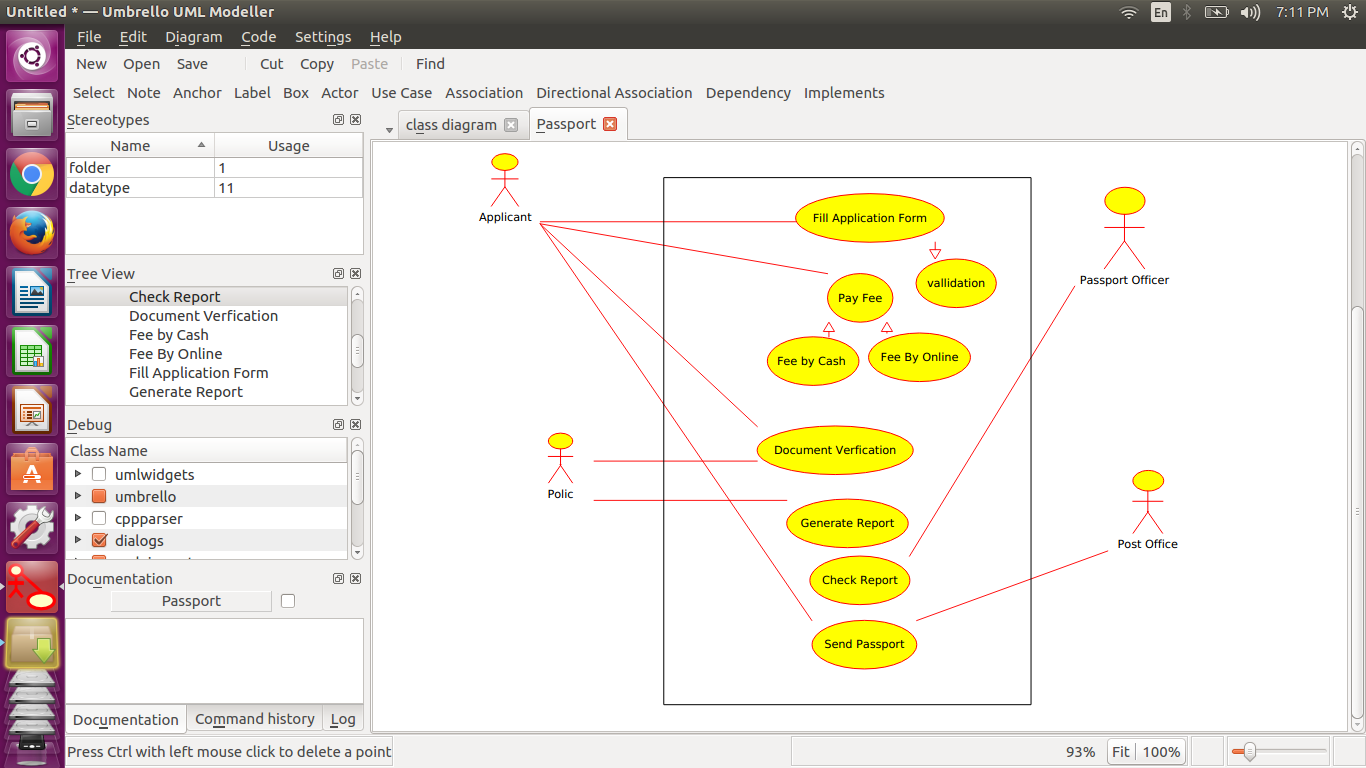 Untitled * — Umbrello UML Modeller
En
7:11 PM
File Edit Diagram Code Settings Help
New Open Save Cut Copy Paste Find
Select Note Anchor Label Box Actor Use Case Association Directional Association Dependency Implements
Stereotypes
Name Usage
folder 1
datatype 11
Tree View
Check Report
Document Verfication
Fee by Cash
Fee By Online
Fill Application Form
Generate Report
Debug
Class Name
umlwidgets
umbrello
cppparser
dialogs
Documentation
Passport
Documentation Command history Log
Press Ctrl with left mouse click to delete a point
class diagram Passport
Applicant
Fill Application Form
Passport Officer
vallidation
Pay Fee
Fee by Cash
Fee By Online
Document Verfication
Polic
Generate Report
Post Office
Check Report
Send Passport
93% Fit 100%